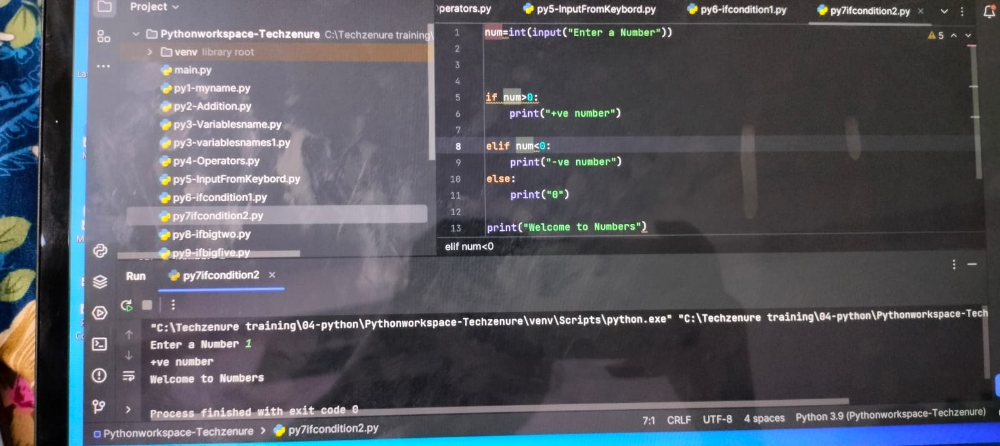 Project
Pythonworkspace-Techzenure C:\Techzenure training\
venv library root
main.py
py1-myname.py
py2-Addition.py
py3-Variablesname.py
py3-variablesnames1.py
py4-Operators.py
py5-InputFromKeybord.py
py6-ifcondition1.py
py7ifcondition2.py
py8-ifbigtwo.py
py9-ifbigfive.py
perators.py py5-InputFromKeybord.py py6-ifcondition1.py py7ifcondition2.py
1 num=int(input("Enter a Number"))
5
2
3
4
5 if num>0:
6 print("+ve number")
7
8 elif num<0:
9 print("-ve number")
10 else:
11 print("0")
12
13 print("Welcome to Numbers")
elif num<0
Run py7ifcondition2
"C:\Techzenure training\04-python\Pythonworkspace-Techzenure\venv\Scripts\python.exe" "C:\Techzenure training\04-python\Pythonworkspace-Tech
Enter a Number 1
+ve number
Welcome to Numbers
Process finished with exit code 0
Pythonworkspace-Techzenure > py7ifcondition2.py
7:1 CRLF UTF-8 4 spaces Python 3.9 (Pythonworkspace-Techzenure)